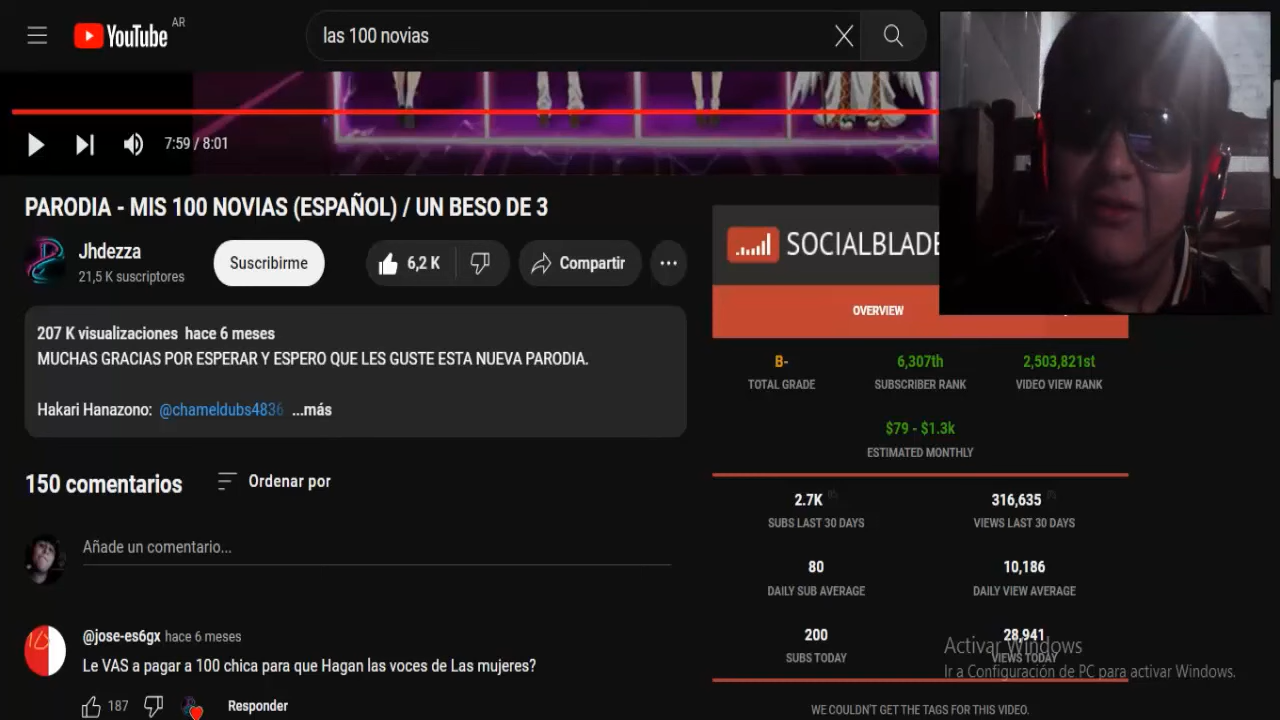 YouTube AR
las 100 novias
7:59 / 8:01
PARODIA - MIS 100 NOVIAS (ESPAÑOL) / UN BESO DE 3
Jhdezza
21,5 K suscriptores
Suscribirme
6,2 K
Compartir
207 K visualizaciones hace 6 meses
MUCHAS GRACIAS POR ESPERAR Y ESPERO QUE LES GUSTE ESTA NUEVA PARODIA.
Hakari Hanazono: @chameldubs4836 ...más
150 comentarios
Ordenar por
Añade un comentario...
@jose-es6gx hace 6 meses
Le VAS a pagar a 100 chica para que Hagan las voces de Las mujeres?
187
Responder
SOCIALBLADE
OVERVIEW
B- 6,307th 2,503,821st
TOTAL GRADE SUBSCRIBER RANK VIDEO VIEW RANK
$79 - $1.3k
ESTIMATED MONTHLY
2.7K 316,635
SUBS LAST 30 DAYS VIEWS LAST 30 DAYS
80 10,186
DAILY SUB AVERAGE DAILY VIEW AVERAGE
200 28,941
SUBS TODAY VIEWS TODAY
Activar Windows
Ir a Configuración de PC para activar Windows.
WE COULDN'T GET THE TAGS FOR THIS VIDEO.